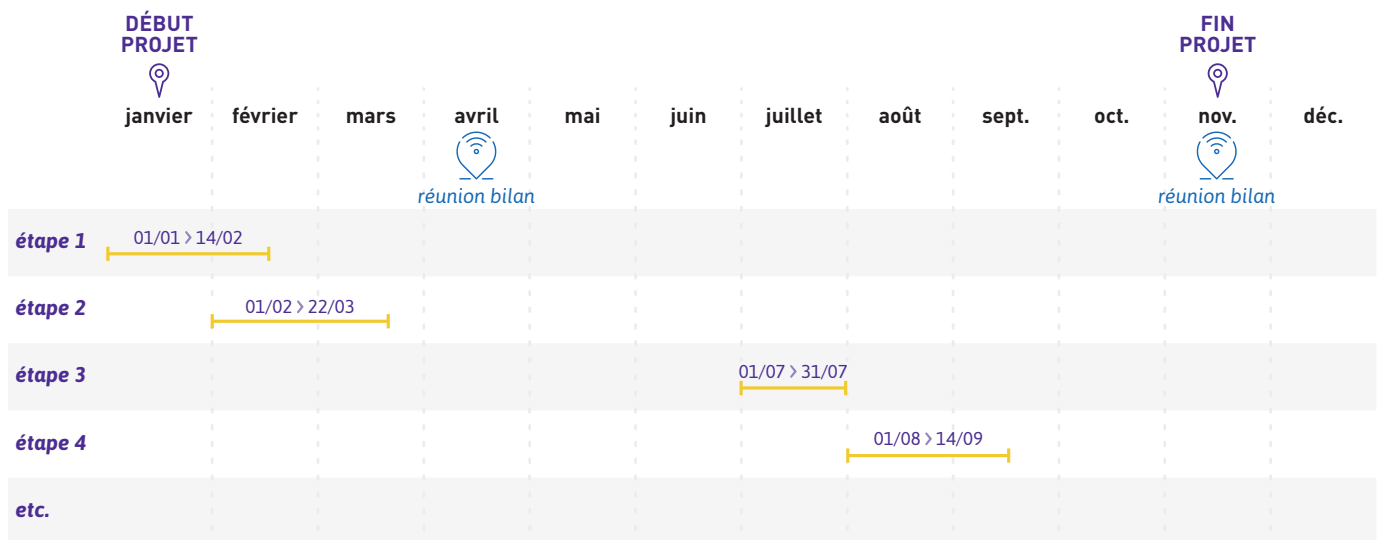 DÉBUT
PROJET
FIN
PROJET
janvier février mars avril mai juin juillet août sept. oct. nov. déc.
réunion bilan réunion bilan
étape 1 01/01 > 14/02
étape 2 01/02 > 22/03
étape 3 01/07 > 31/07
étape 4 01/08 > 14/09
etc.